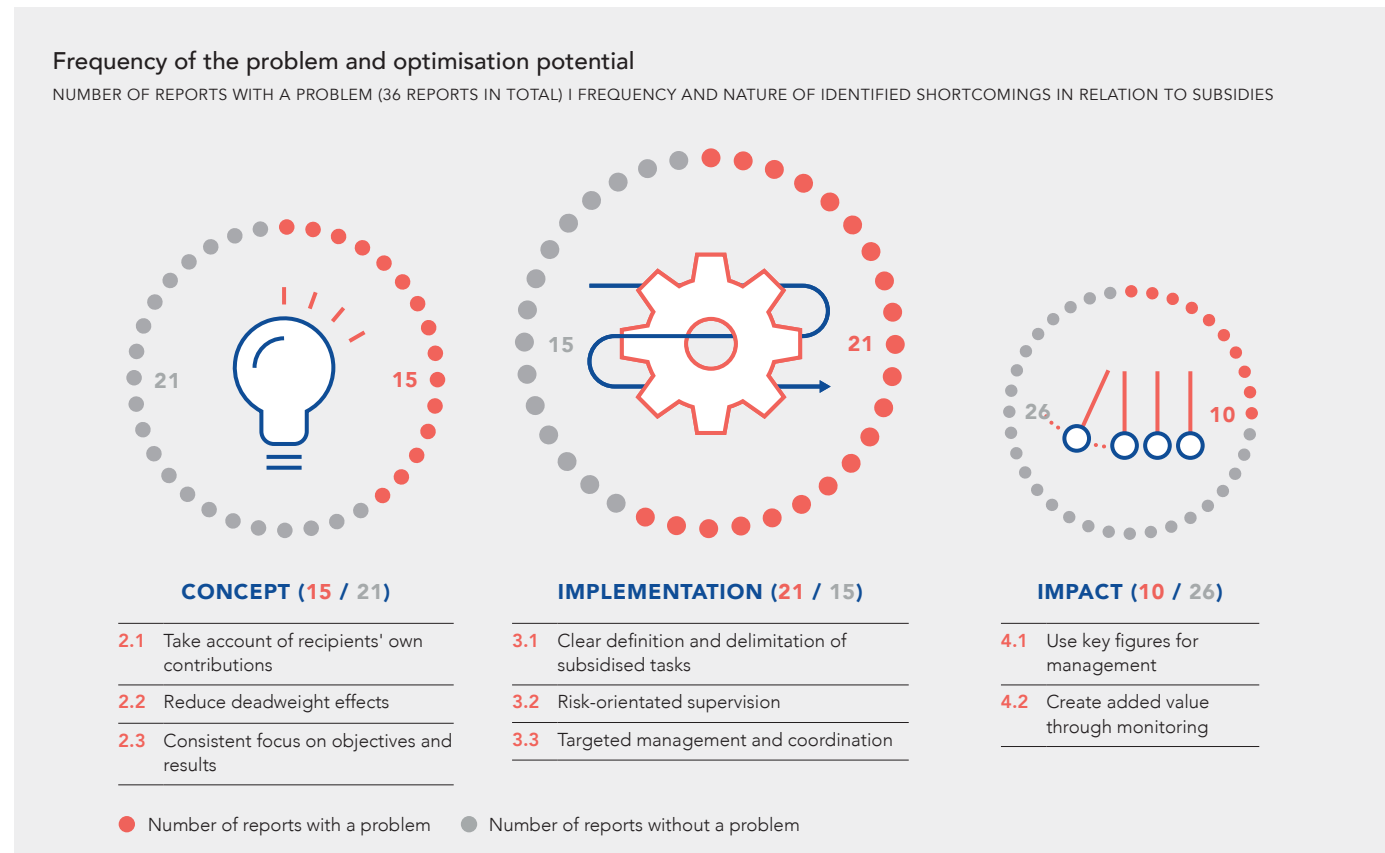 Frequency of the problem and optimisation potential
NUMBER OF REPORTS WITH A PROBLEM (36 REPORTS IN TOTAL) I FREQUENCY AND NATURE OF IDENTIFIED SHORTCOMINGS IN RELATION TO SUBSIDIES
21
15
15
21
26
10
CONCEPT (15 / 21)
2.1 Take account of recipients' own
contributions
2.2 Reduce deadweight effects
2.3 Consistent focus on objectives and
results
IMPLEMENTATION (21 / 15)
3.1 Clear definition and delimitation of
subsidised tasks
3.2 Risk-orientated supervision
3.3 Targeted management and coordination
IMPACT (10 / 26)
4.1 Use key figures for
management
4.2 Create added value
through monitoring
Number of reports with a problem
Number of reports without a problem